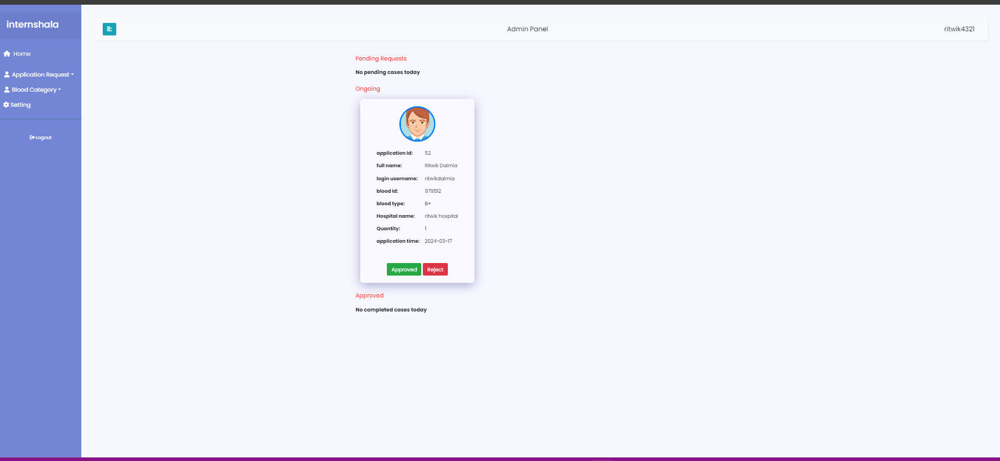 internshala
Home
Application Request
Blood Category
Setting
Logout
Admin Panel
ritwik4321
Pending Requests
No pending cases today
Ongoing
application Id: 52
full name: Ritwik Dalmia
login username: ritwikdalmia
blood Id: 979512
blood type: B+
Hospital name: ritwik hospital
Quantity: 1
application time: 2024-03-17
Approved Reject
Approved
No completed cases today